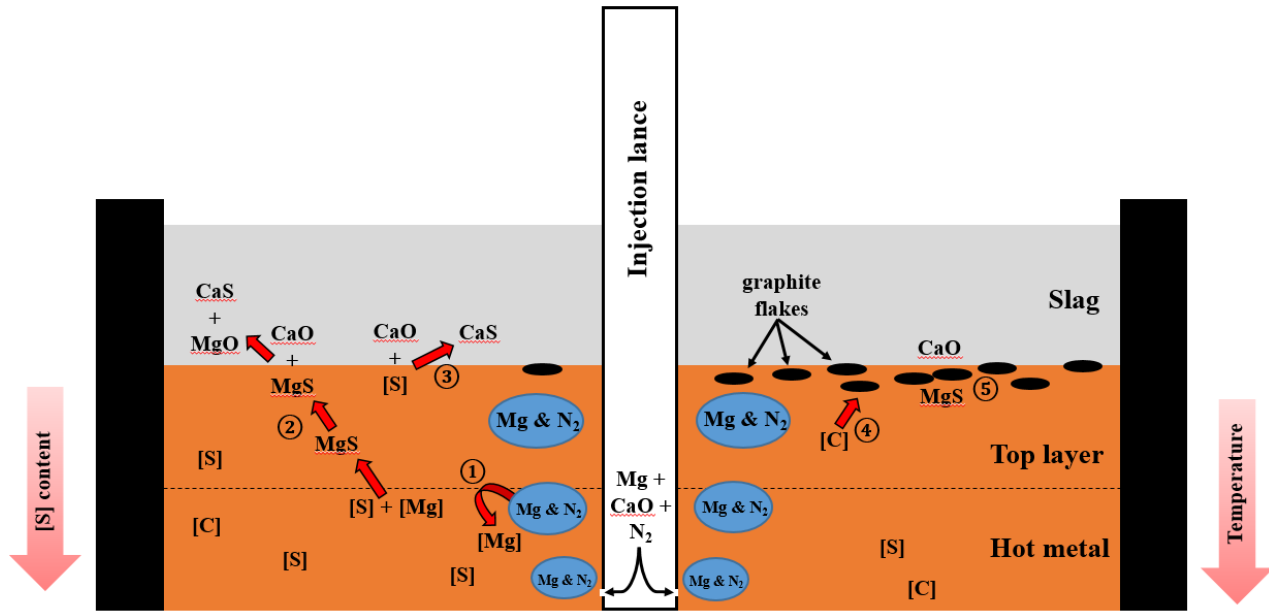 Injection lance
CaS
+
MgO
CaO
+
MgS
CaO
+
[S]
CaS
③
②
MgS
[S]
[S] + [Mg]
①
[Mg]
[C]
[S]
[S]
Mg & N₂
Mg & N₂
Mg & N₂
Mg +
CaO +
N₂
graphite
flakes
Slag
CaO
MgS
⑤
Mg & N₂
[C]
④
Top layer
Mg & N₂
Hot metal
[S]
Mg & N₂
[C]
[S] content
Temperature